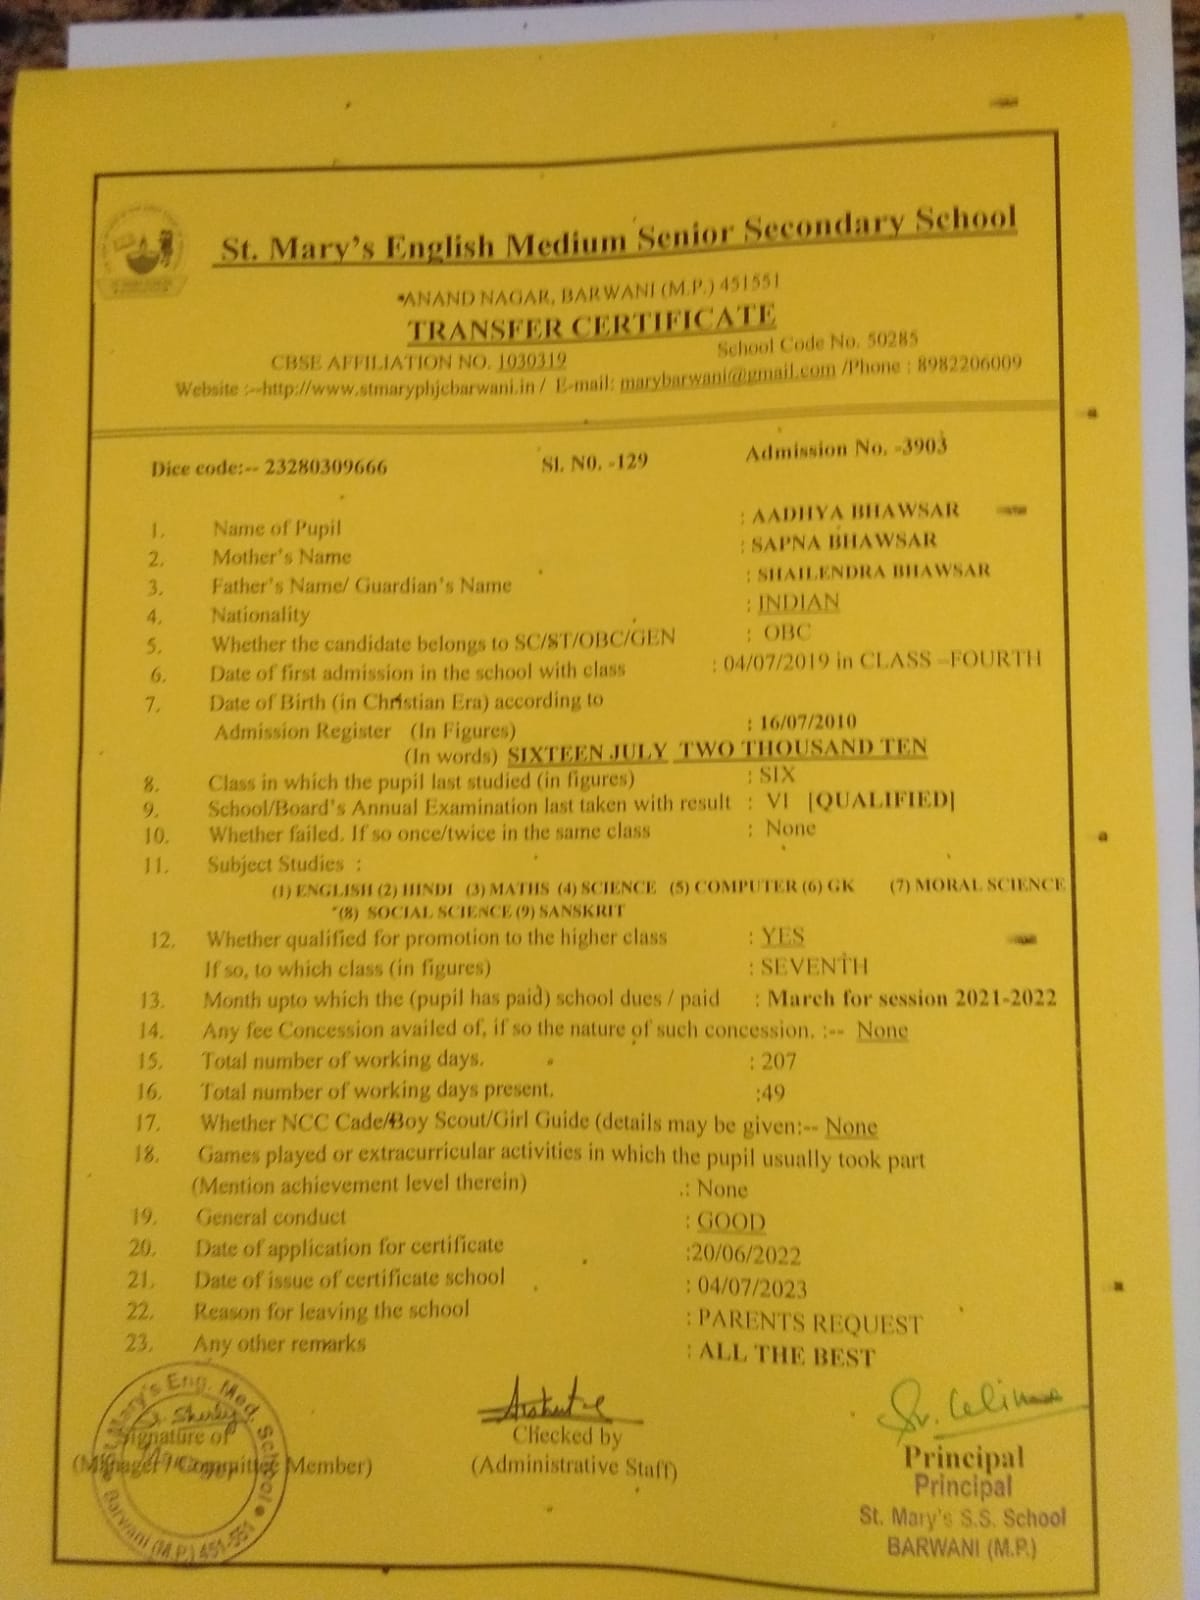 St. Mary's English Medium Senior Secondary School
ANAND NAGAR, BARWANI (M.P.) 451551
TRANSFER CERTIFICATE
CBSE AFFILIATION NO. 1030319 School Code No. 50285
Website :--http://www.stmaryphjcbarwani.in / E-mail: marybarwani@gmail.com /Phone : 8982206009
Dice code:-- 23280309666 Sl. N0. -129 Admission No. -3903
1. Name of Pupil : AADHYA BHAWSAR
2. Mother's Name : SAPNA BHAWSAR
3. Father's Name/ Guardian's Name : SHAILENDRA BHAWSAR
4. Nationality : INDIAN
5. Whether the candidate belongs to SC/ST/OBC/GEN : OBC
6. Date of first admission in the school with class : 04/07/2019 in CLASS –FOURTH
7. Date of Birth (in Christian Era) according to
Admission Register (In Figures) : 16/07/2010
(In words) SIXTEEN JULY TWO THOUSAND TEN
8. Class in which the pupil last studied (in figures) : SIX
9. School/Board's Annual Examination last taken with result : VI [QUALIFIED]
10. Whether failed. If so once/twice in the same class : None
11. Subject Studies :
(1) ENGLISH (2) HINDI (3) MATHS (4) SCIENCE (5) COMPUTER (6) GK (7) MORAL SCIENCE
(8) SOCIAL SCIENCE (9) SANSKRIT
12. Whether qualified for promotion to the higher class : YES
If so, to which class (in figures) : SEVENTH
13. Month upto which the (pupil has paid) school dues / paid : March for session 2021-2022
14. Any fee Concession availed of, if so the nature of such concession. :-- None
15. Total number of working days. : 207
16. Total number of working days present. :49
17. Whether NCC Cade/Boy Scout/Girl Guide (details may be given:-- None
18. Games played or extracurricular activities in which the pupil usually took part
(Mention achievement level therein) .: None
19. General conduct : GOOD
20. Date of application for certificate :20/06/2022
21. Date of issue of certificate school : 04/07/2023
22. Reason for leaving the school : PARENTS REQUEST
23. Any other remarks : ALL THE BEST
St. Mary's Eng. Med. School
Barwani (M.P.) 451-551
Sr. Celine
Signature of Checked by Principal
(Manager / Committee Member) (Administrative Staff) Principal
St. Mary's S.S. School
BARWANI (M.P.)